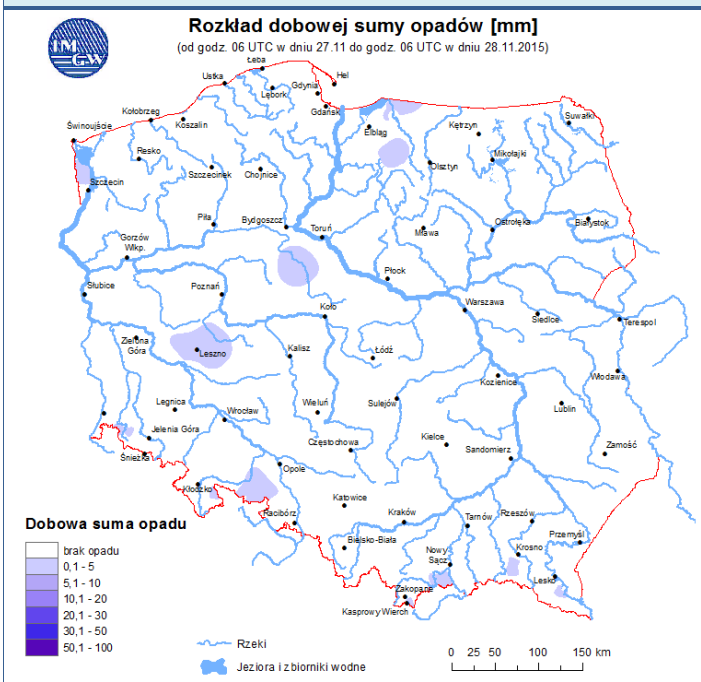 Rozkład dobowej sumy opadów [mm]
(od godz. 06 UTC w dniu 27.11 do godz. 06 UTC w dniu 28.11.2015)
IM
GW
Łeba
Hel
Ustka
Gdynia
Lębork
Gdańsk
Kołobrzeg
Koszalin
Suwałki
Świnoujście
Elbląg
Kętrzyn
Resko
Mikołajki
Olsztyn
Szczecinek
Chojnice
Szczecin
Piła
Bydgoszcz
Toruń
Ostrołęka
Białystok
Mława
Gorzów
Wlkp.
Płock
Słubice
Poznań
Koło
Warszawa
Siedlce
Terespol
Zielona
Góra
Leszno
Kalisz
Łódź
Włodawa
Kozienice
Legnica
Wrocław
Wieluń
Sulejów
Lublin
Jelenia Góra
Kielce
Częstochowa
Zamość
Śnieżka
Sandomierz
Opole
Kłodzko
Katowice
Racibórz
Kraków
Tarnów
Rzeszów
Przemyśl
Bielsko-Biała
Nowy
Sącz
Krosno
Lesko
Zakopane
Kasprowy Wierch
Dobowa suma opadu
brak opadu
0,1 - 5
5,1 - 10
10,1 - 20
20,1 - 30
30,1 - 50
50,1 - 100
Rzeki
Jeziora i zbiorniki wodne
0 25 50 100 150 km